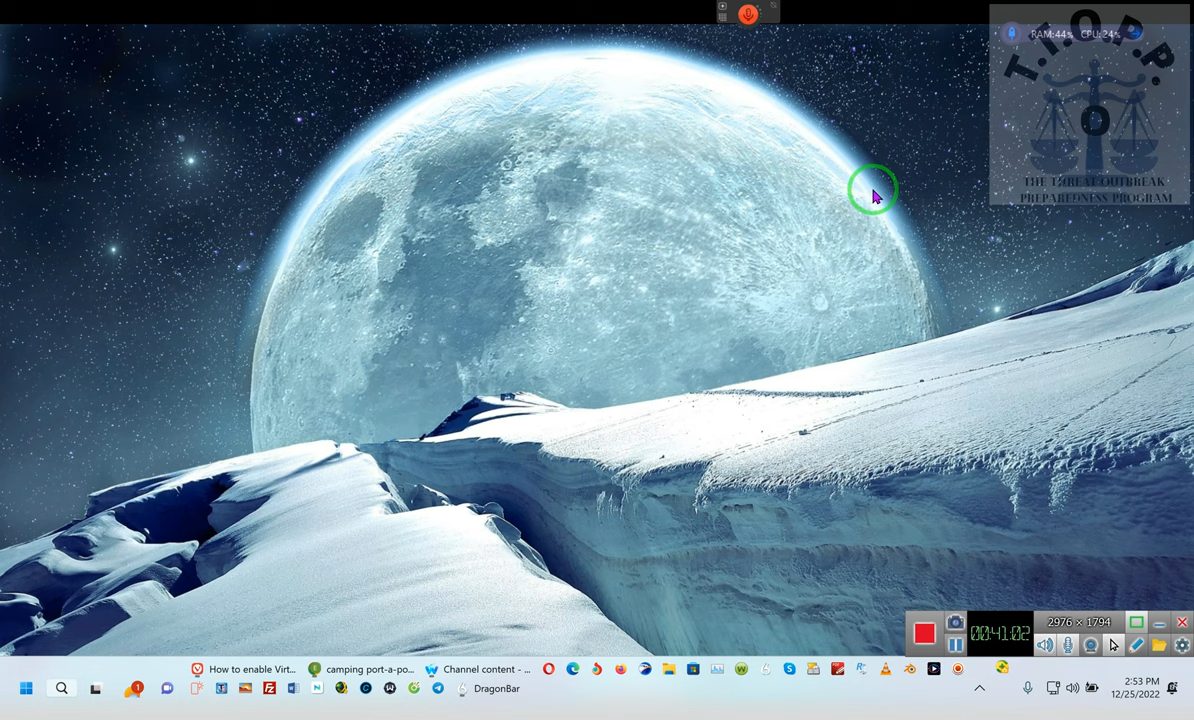 RAM:44% CPU:24%
T.T.O.P.P.
O
THE THREAT OUTBREAK
PREPAREDNESS PROGRAM
2976 × 1794
00:41:02
How to enable Virt...
camping port-a-po...
Channel content - ...
1
DragonBar
2:53 PM
12/25/2022